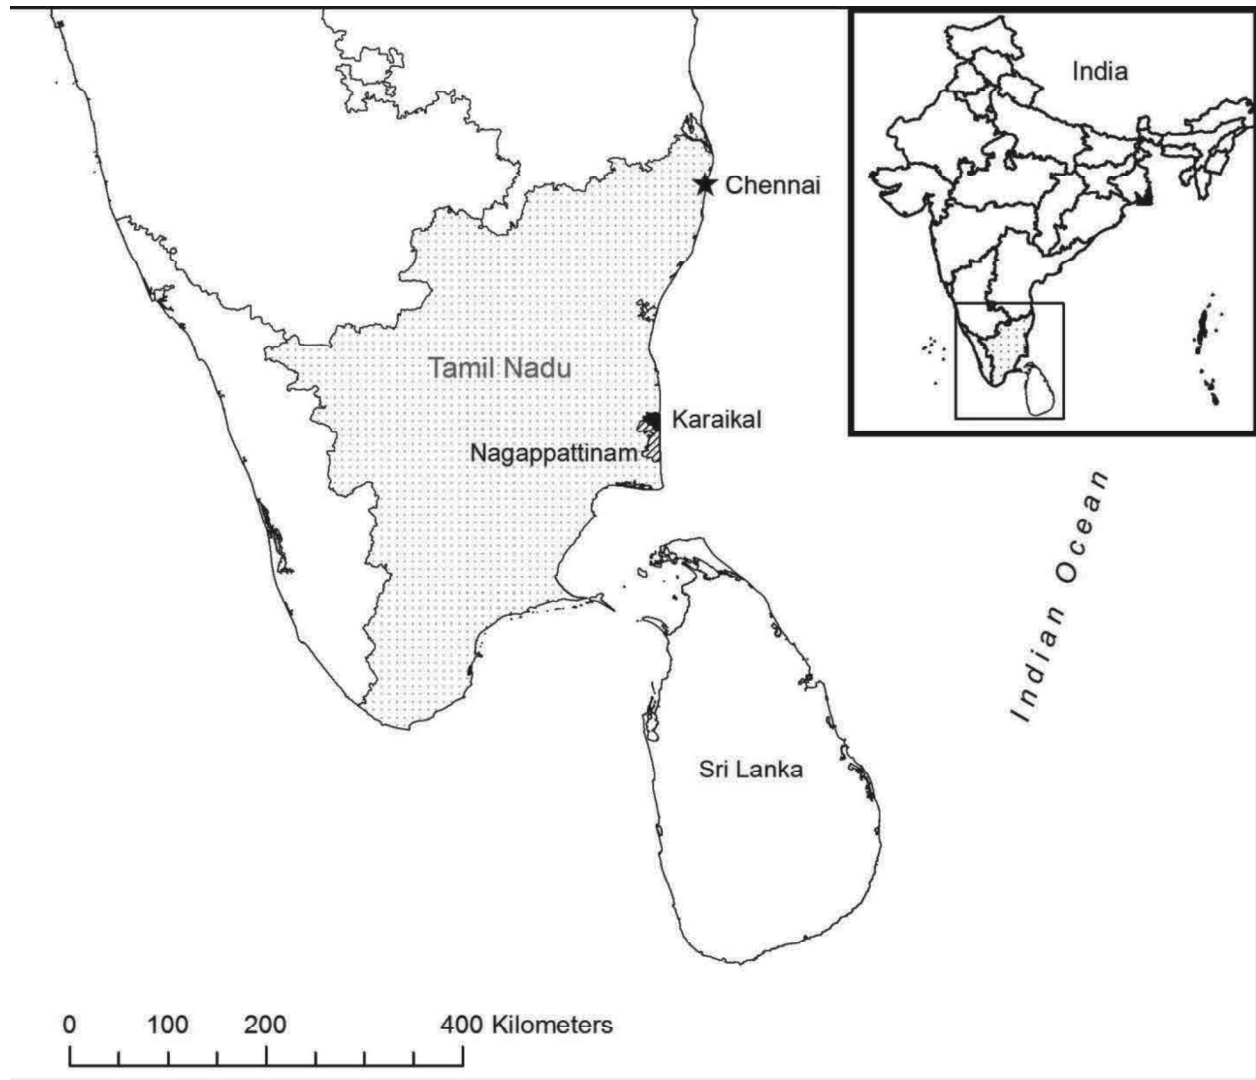 India
Chennai
Tamil Nadu
Karaikal
Nagappattinam
Indian Ocean
Sri Lanka
0 100 200 400 Kilometers